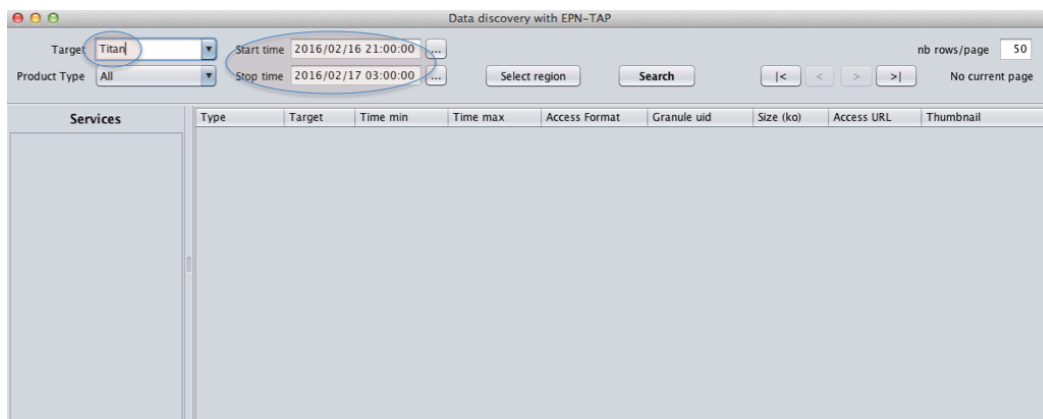 Data discovery with EPN-TAP
Target Titan Start time 2016/02/16 21:00:00 ... nb rows/page 50
Product Type All Stop time 2016/02/17 03:00:00 ... Select region Search |< < > >| No current page
Services Type Target Time min Time max Access Format Granule uid Size (ko) Access URL Thumbnail